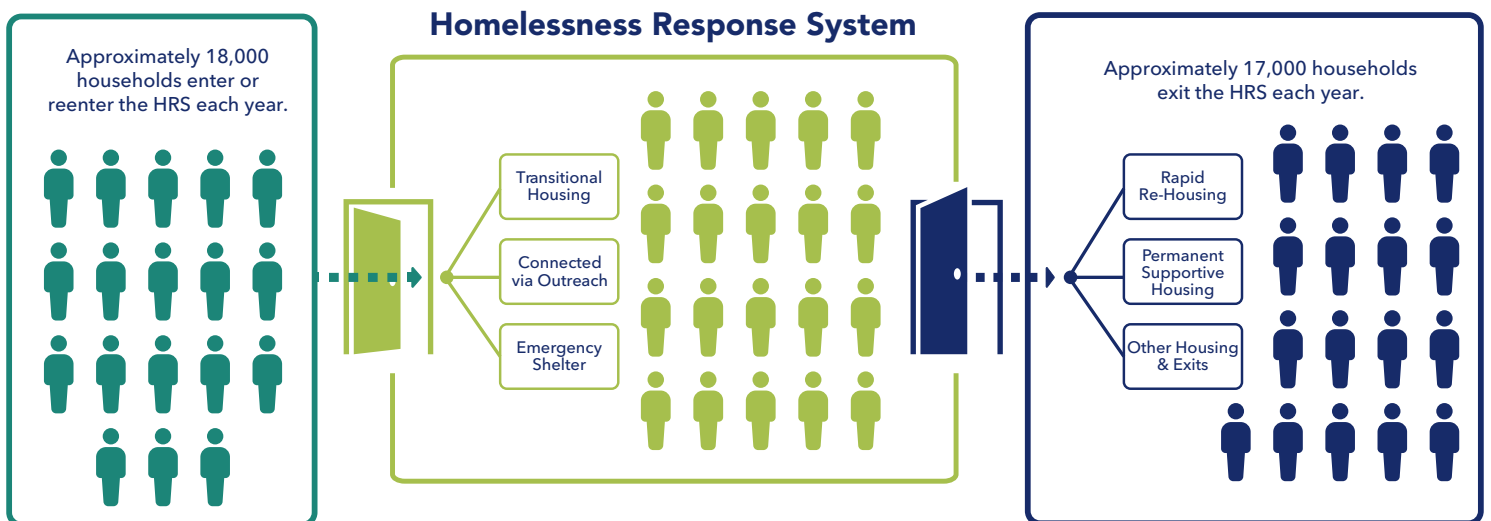 Homelessness Response System
Approximately 18,000
households enter or
reenter the HRS each year.
Transitional
Housing
Connected
via Outreach
Emergency
Shelter
Approximately 17,000 households
exit the HRS each year.
Rapid
Re-Housing
Permanent
Supportive
Housing
Other Housing
& Exits